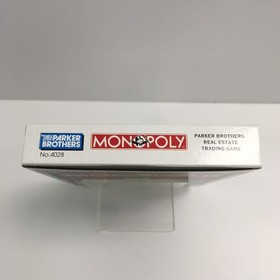 PARKER
BROTHERS
No.4028
MONOPOLY
PARKER BROTHERS
REAL ESTATE
TRADING GAME